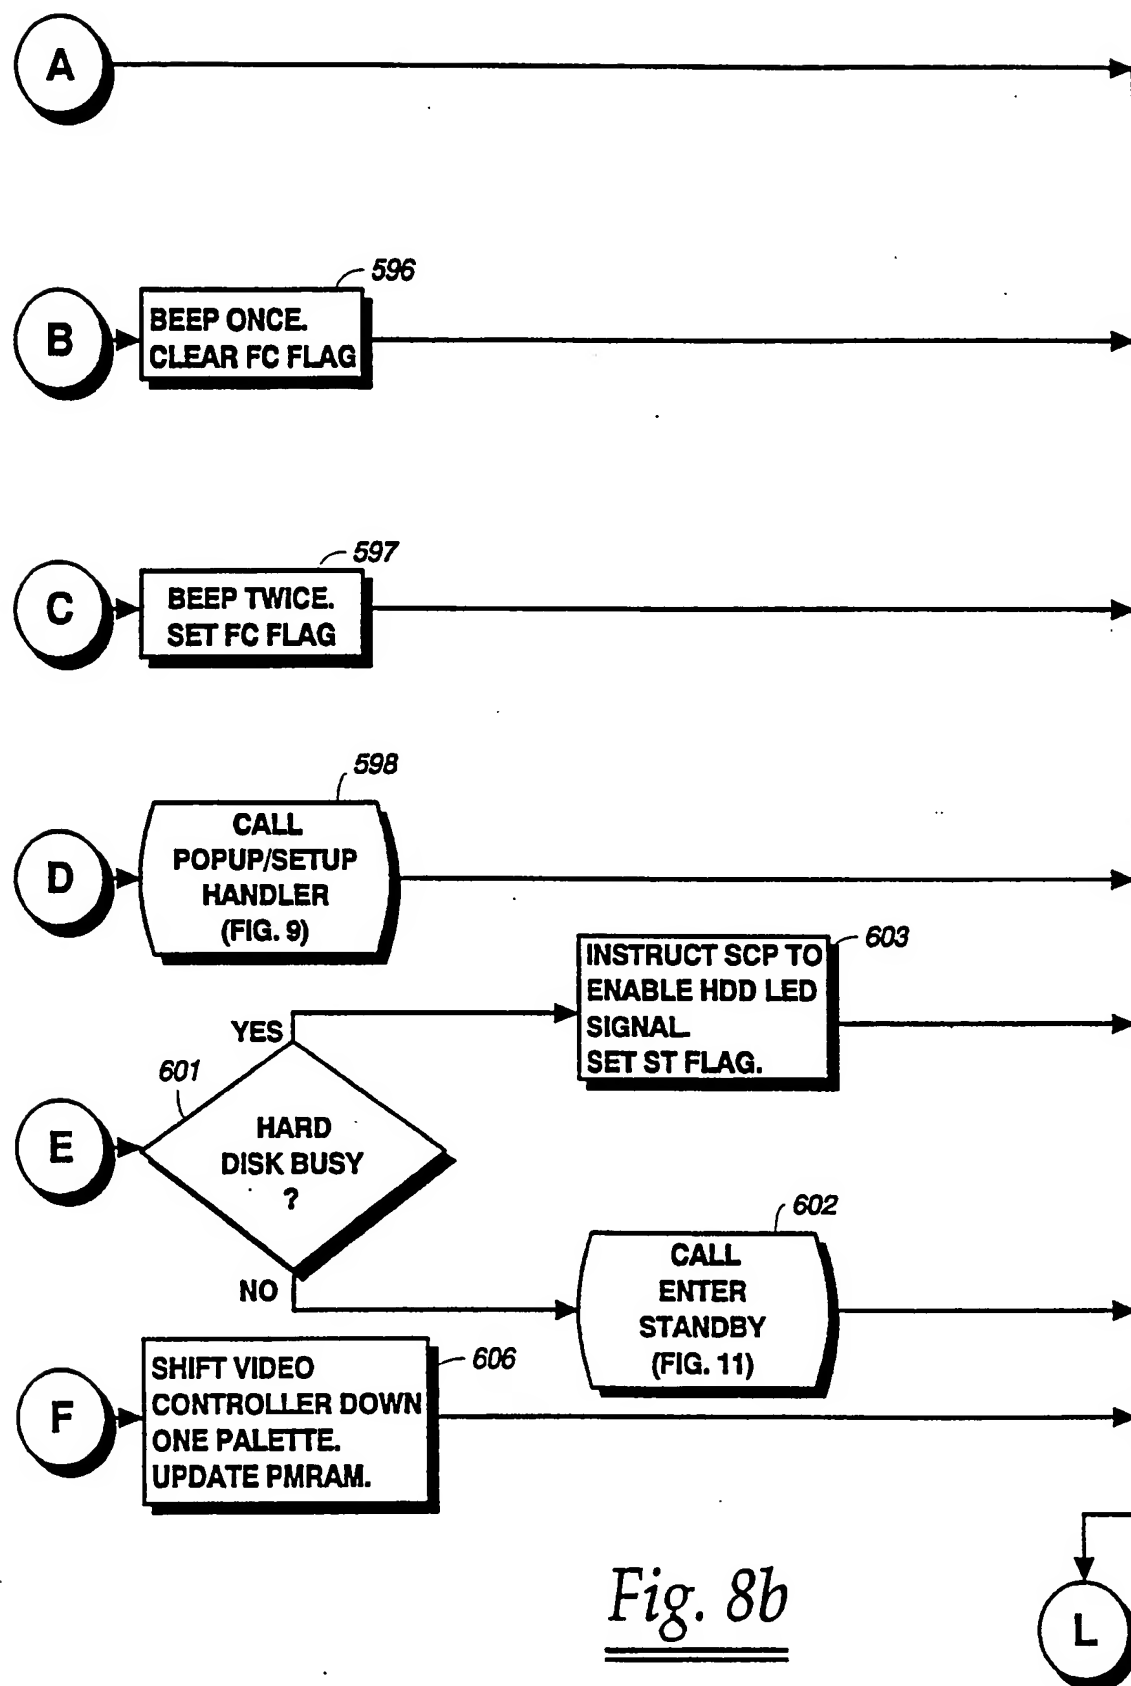 A
596
B
BEEP ONCE.
CLEAR FC FLAG
597
C
BEEP TWICE.
SET FC FLAG
598
D
CALL
POPUP/SETUP
HANDLER
(FIG. 9)
603
INSTRUCT SCP TO
ENABLE HDD LED
SIGNAL.
SET ST FLAG.
YES
601
E
HARD
DISK BUSY
?
NO
602
CALL
ENTER
STANDBY
(FIG. 11)
606
F
SHIFT VIDEO
CONTROLLER DOWN
ONE PALETTE.
UPDATE PMRAM.
Fig. 8b
L